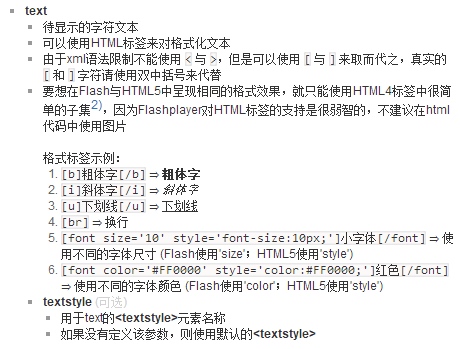 text
待显示的字符文本
可以使用HTML标签来对格式化文本
由于xml语法限制不能使用 < 与 >，但是可以使用 [ 与 ] 来取而代之，真实的
[ 和 ] 字符请使用双中括号来代替
要想在Flash与HTML5中呈现相同的格式效果，就只能使用HTML4标签中很简
单的子集2)，因为Flashplayer对HTML标签的支持是很弱智的，不建议在html
代码中使用图片
格式标签示例：
1. [b]粗体字[/b] ⇒ 粗体字
2. [i]斜体字[/i] ⇒ 斜体字
3. [u]下划线[/u] ⇒ 下划线
4. [br] ⇒ 换行
5. [font size='10' style='font-size:10px;']小字体[/font] ⇒ 使
用不同的字体尺寸 (Flash使用'size'；HTML5使用'style')
6. [font color='#FF0000' style='color:#FF0000;']红色[/font]
⇒ 使用不同的字体颜色 (Flash使用'color'；HTML5使用'style')
textstyle (可选)
用于text的<textstyle>元素名称
如果没有定义该参数，则使用默认的<textstyle>